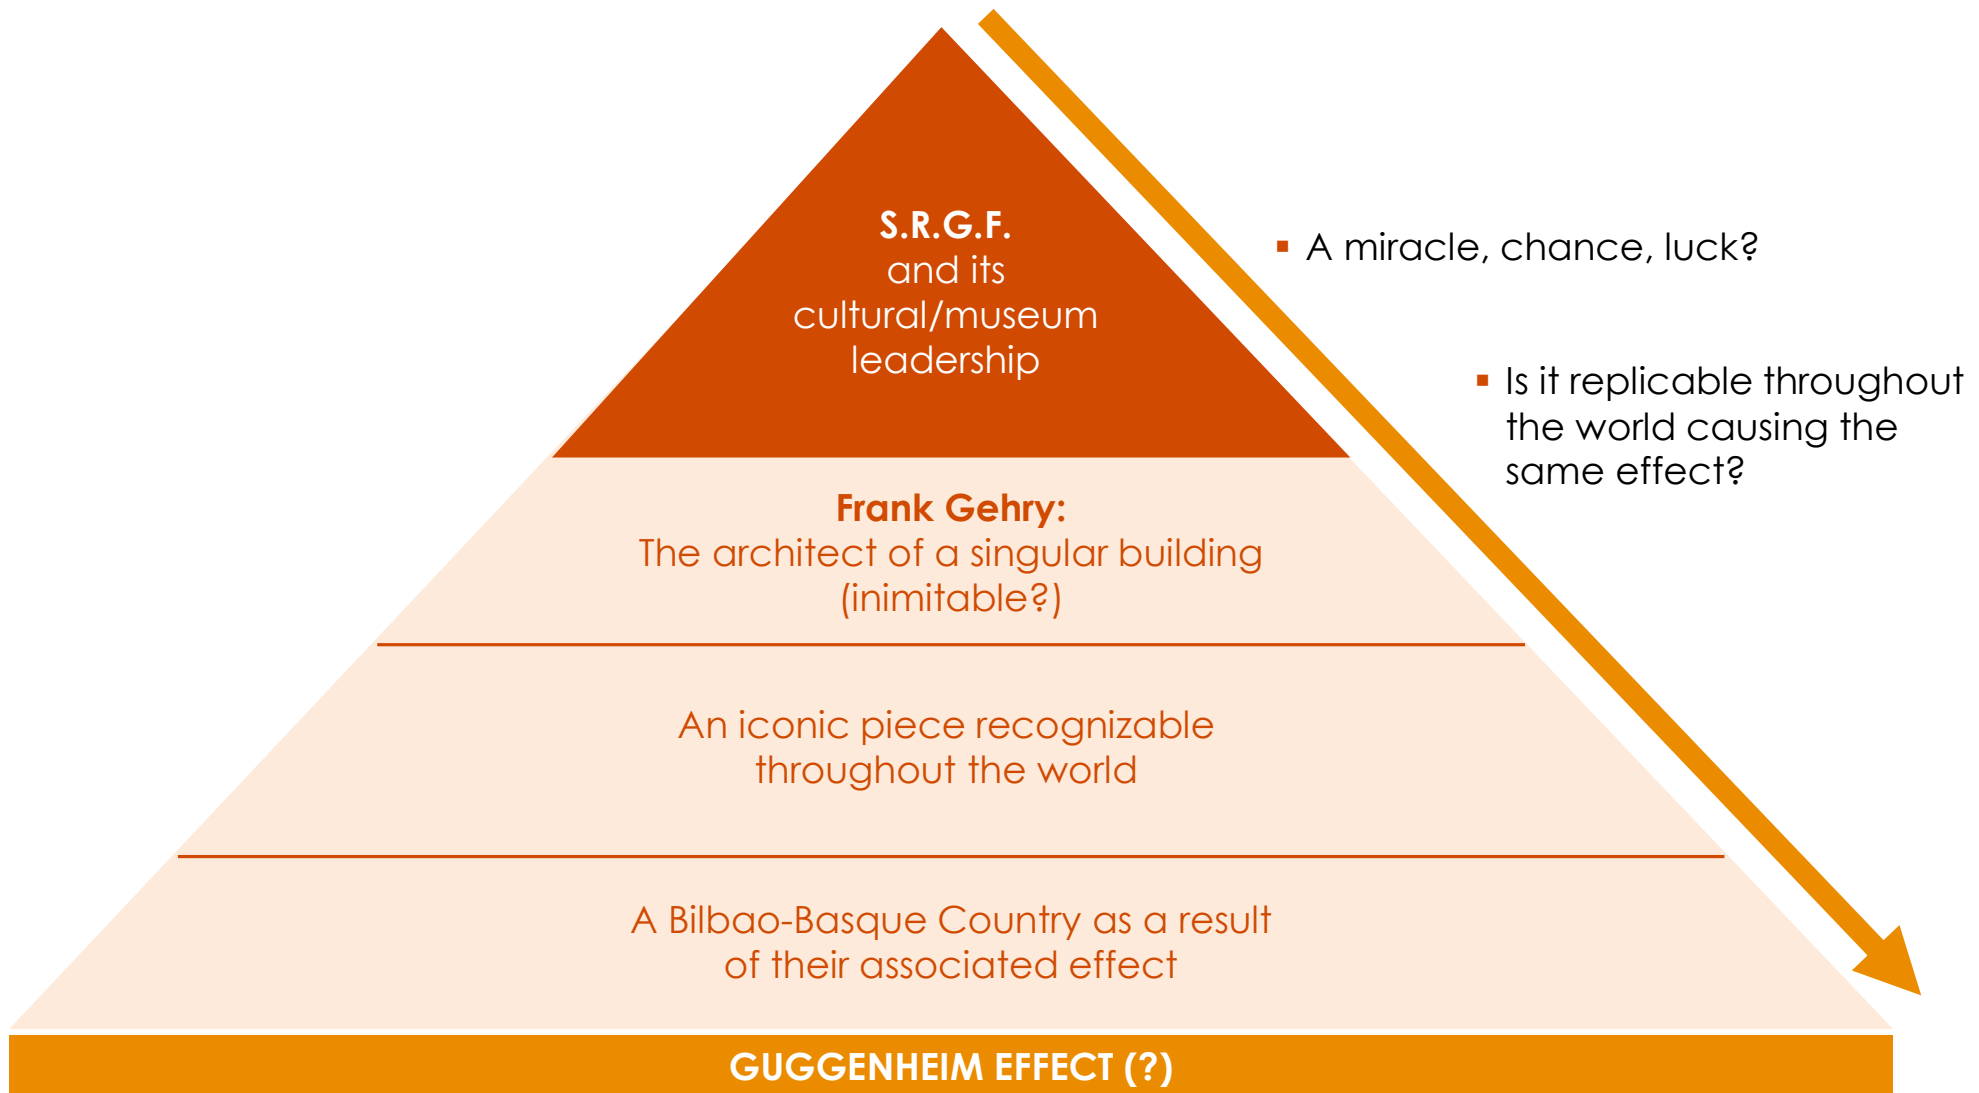 S.R.G.F.
and its
cultural/museum
leadership
▪ A miracle, chance, luck?
▪ Is it replicable throughout
the world causing the
same effect?
Frank Gehry:
The architect of a singular building
(inimitable?)
An iconic piece recognizable
throughout the world
A Bilbao-Basque Country as a result
of their associated effect
GUGGENHEIM EFFECT (?)